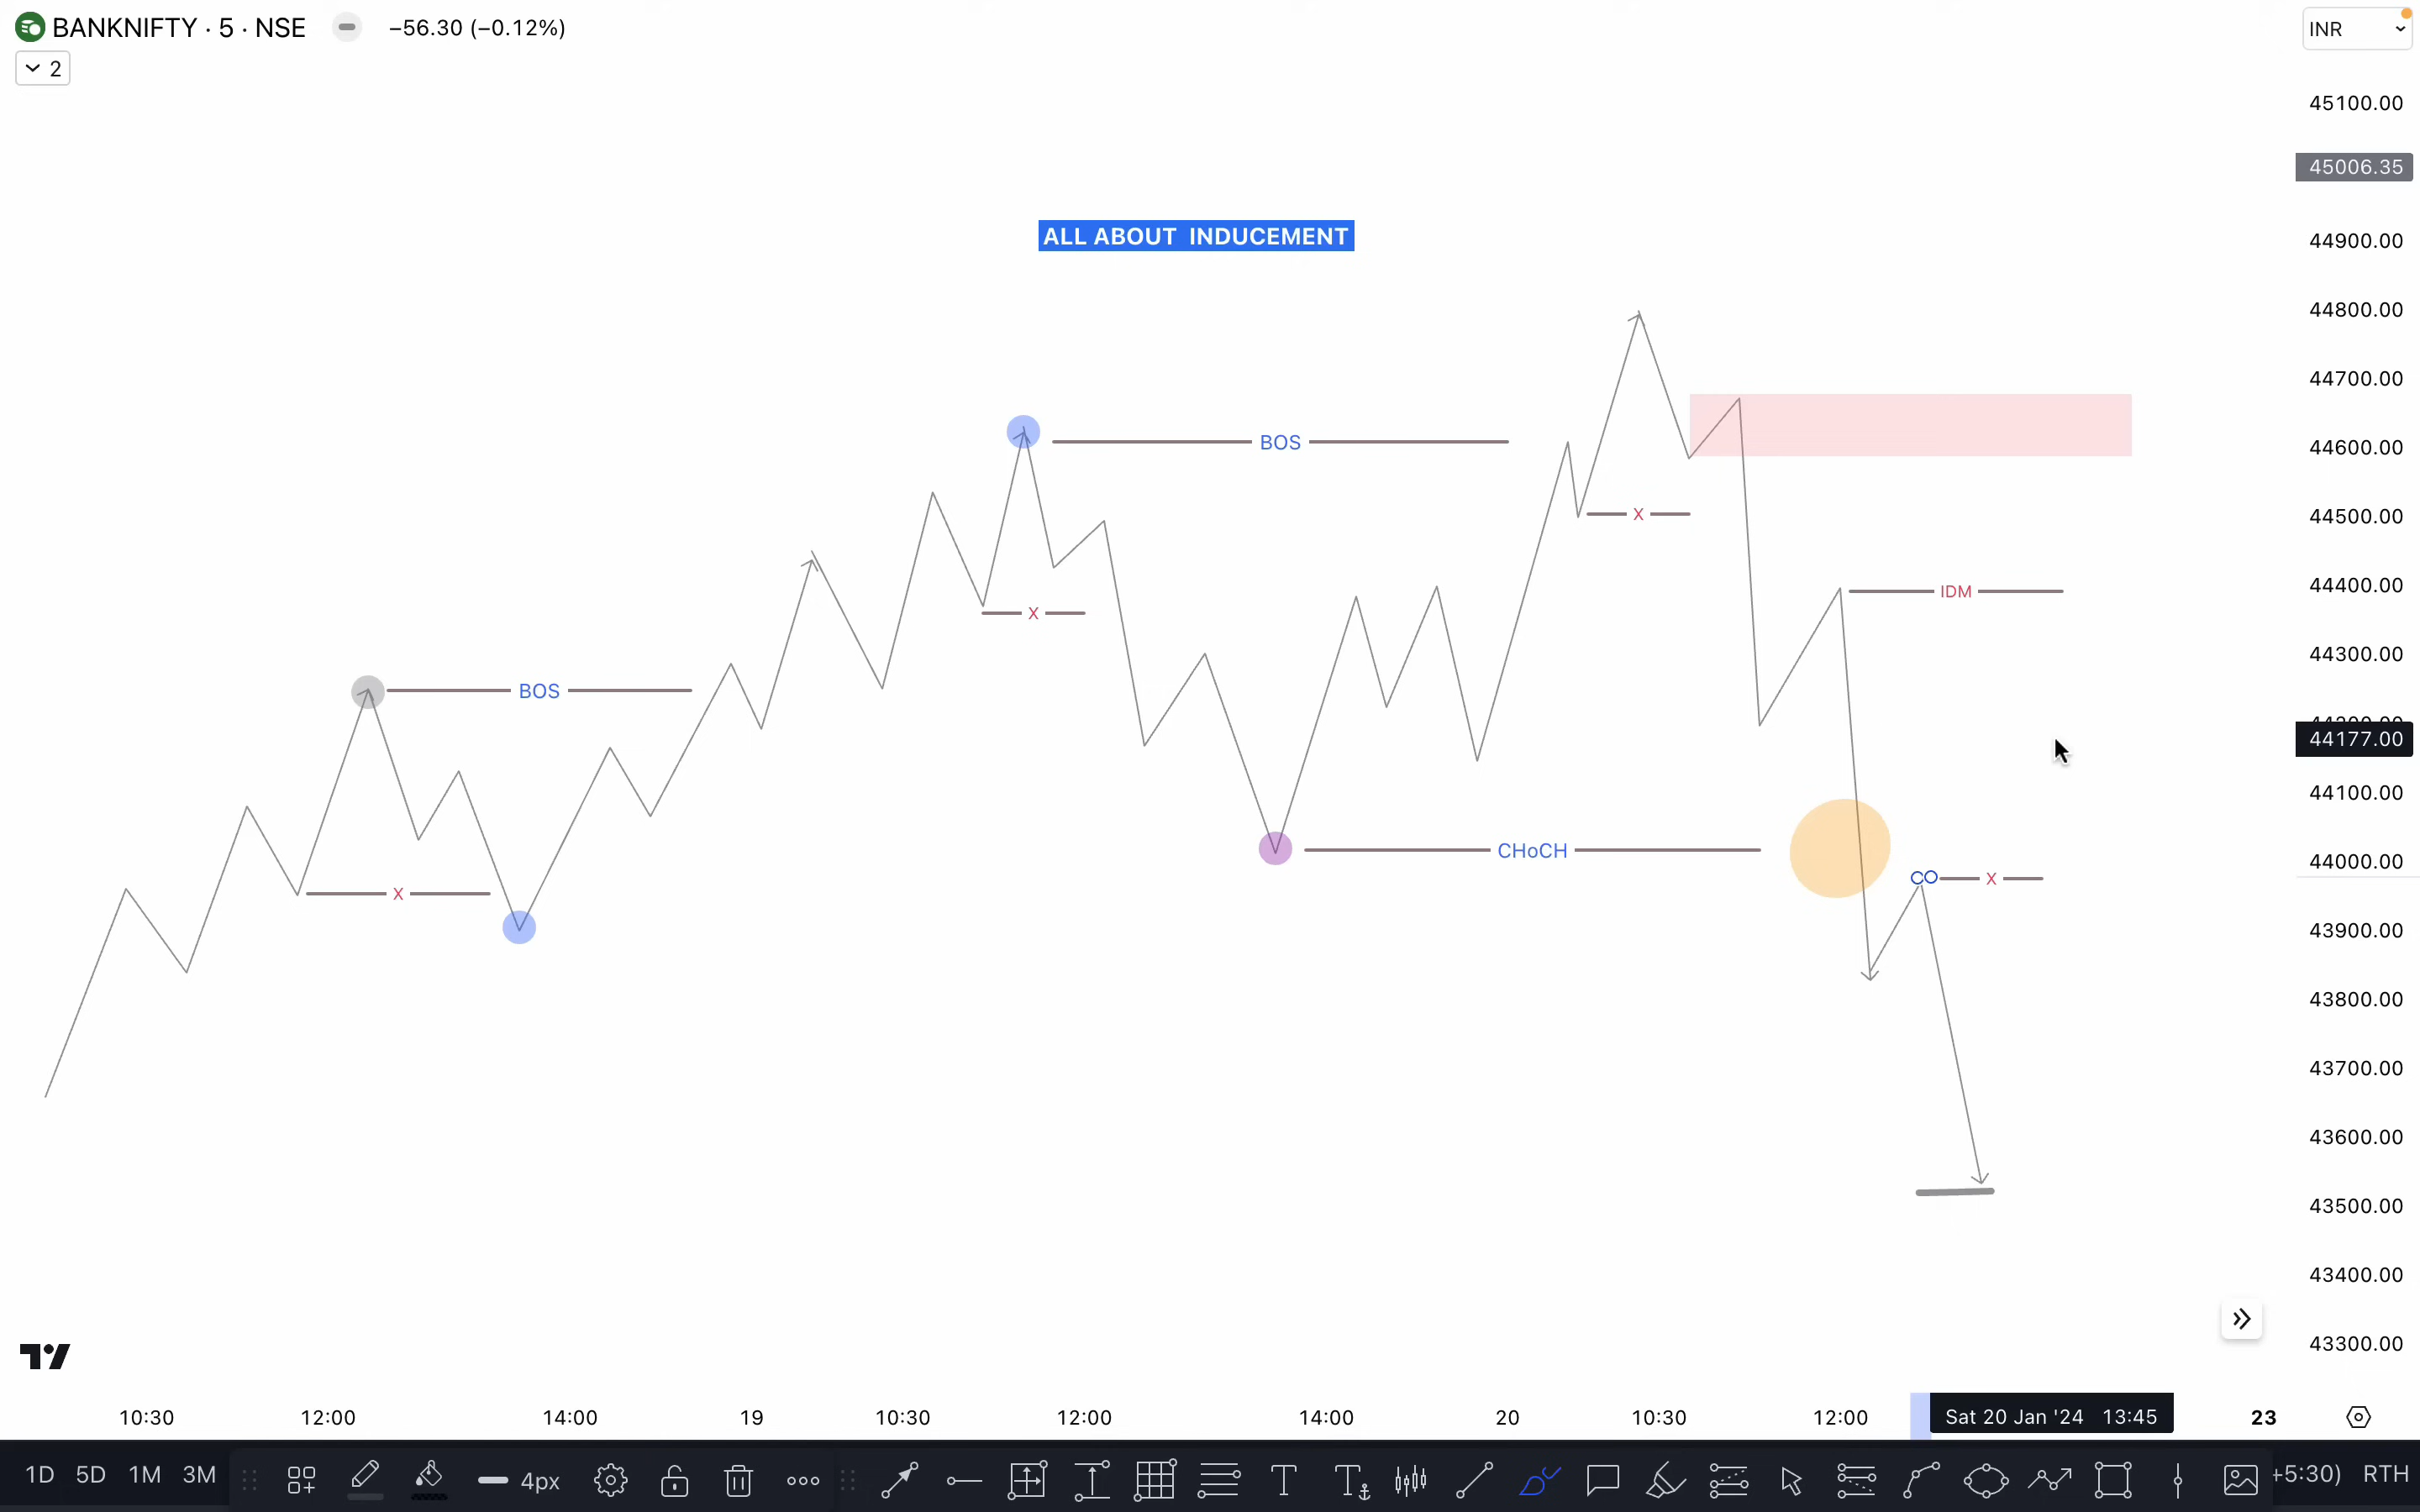 BANKNIFTY · 5 · NSE −56.30 (−0.12%)
INR
2
45100.00
45006.35
ALL ABOUT INDUCEMENT
44900.00
44800.00
44700.00
BOS
44600.00
X
44500.00
IDM
44400.00
X
44300.00
BOS
44200.00
44177.00
44100.00
CHoCH
44000.00
X
X
43900.00
43800.00
43700.00
43600.00
43500.00
43400.00
43300.00
10:30 12:00 14:00 19 10:30 12:00 14:00 20 10:30 12:00 Sat 20 Jan '24 13:45 23
1D 5D 1M 3M 4px +5:30) RTH